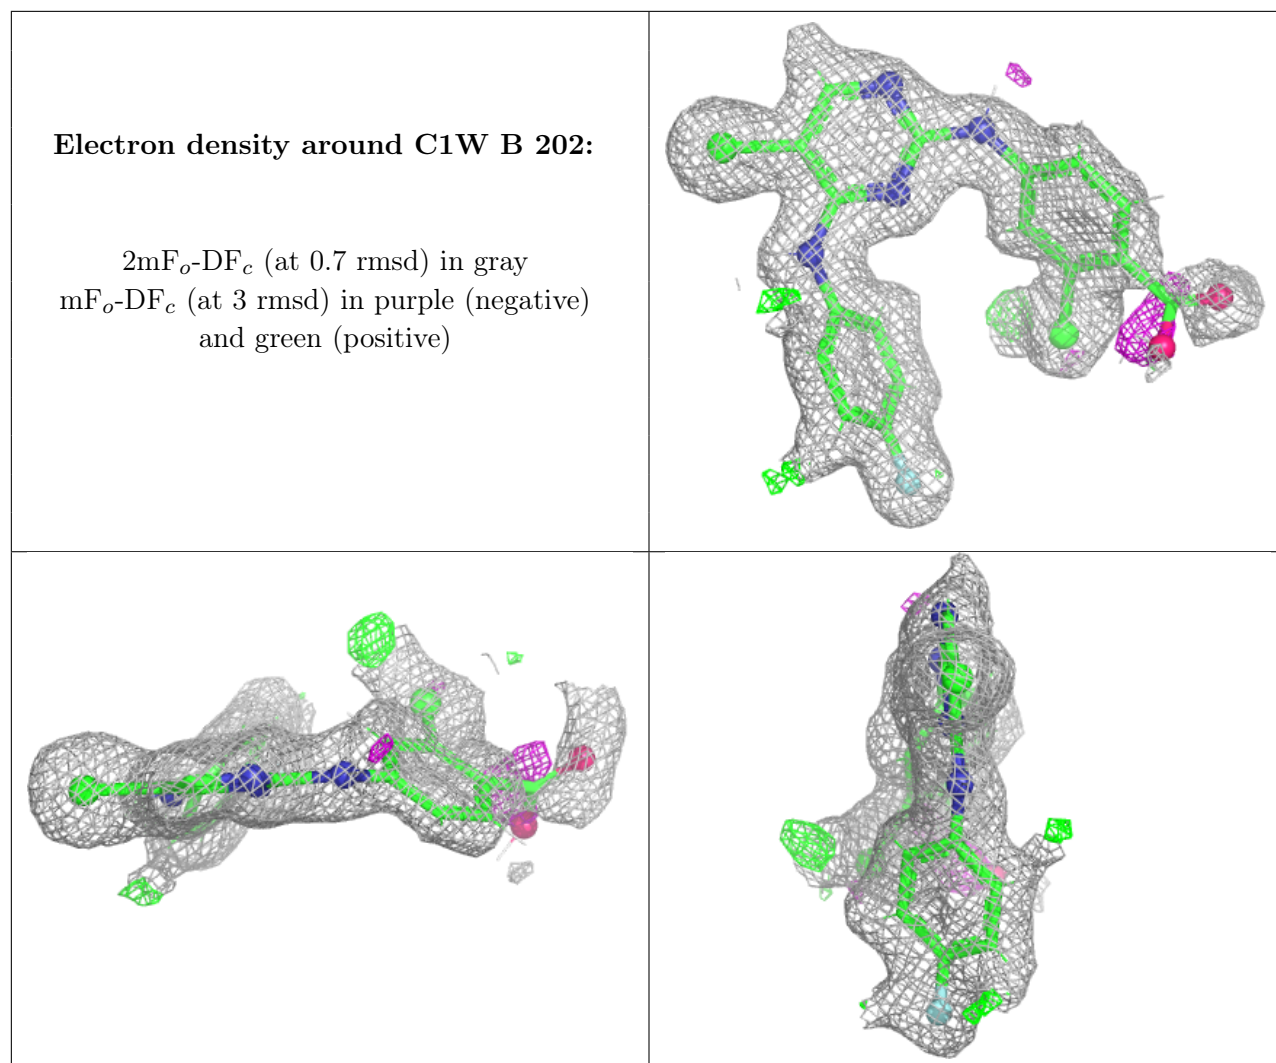 Electron density around C1W B 202:
2mFₒ-DF𝒸 (at 0.7 rmsd) in gray
mFₒ-DF𝒸 (at 3 rmsd) in purple (negative)
and green (positive)